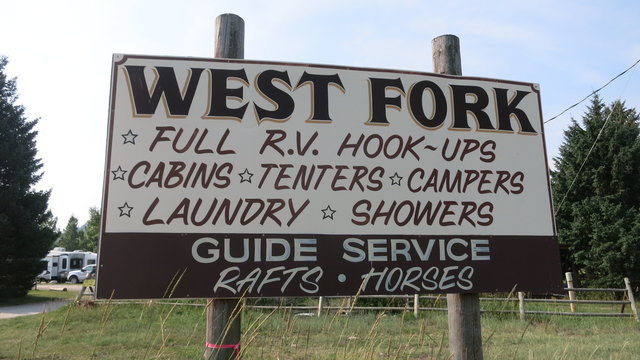 WEST FORK
FULL R.V. HOOK~UPS
CABINS TENTERS CAMPERS
LAUNDRY SHOWERS
GUIDE SERVICE
RAFTS • HORSES